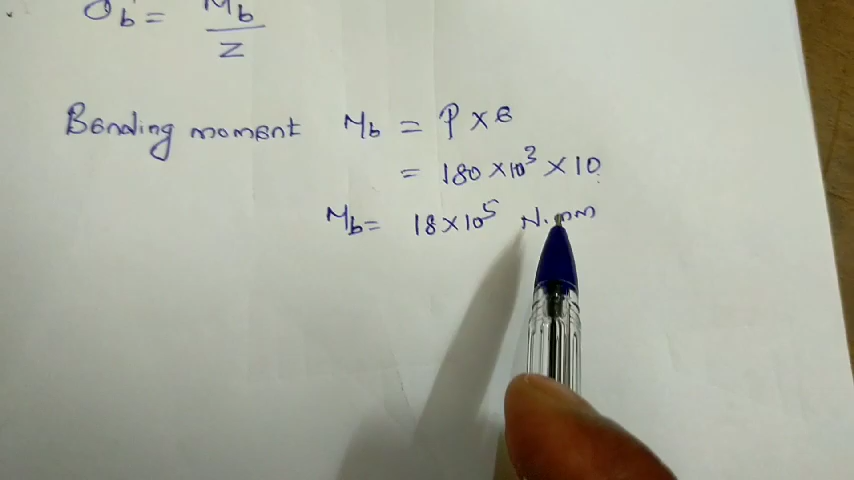 σb = Mb / Z
Bending moment Mb = P × e
= 180 × 10³ × 10
Mb = 18 × 10⁵ N.mm